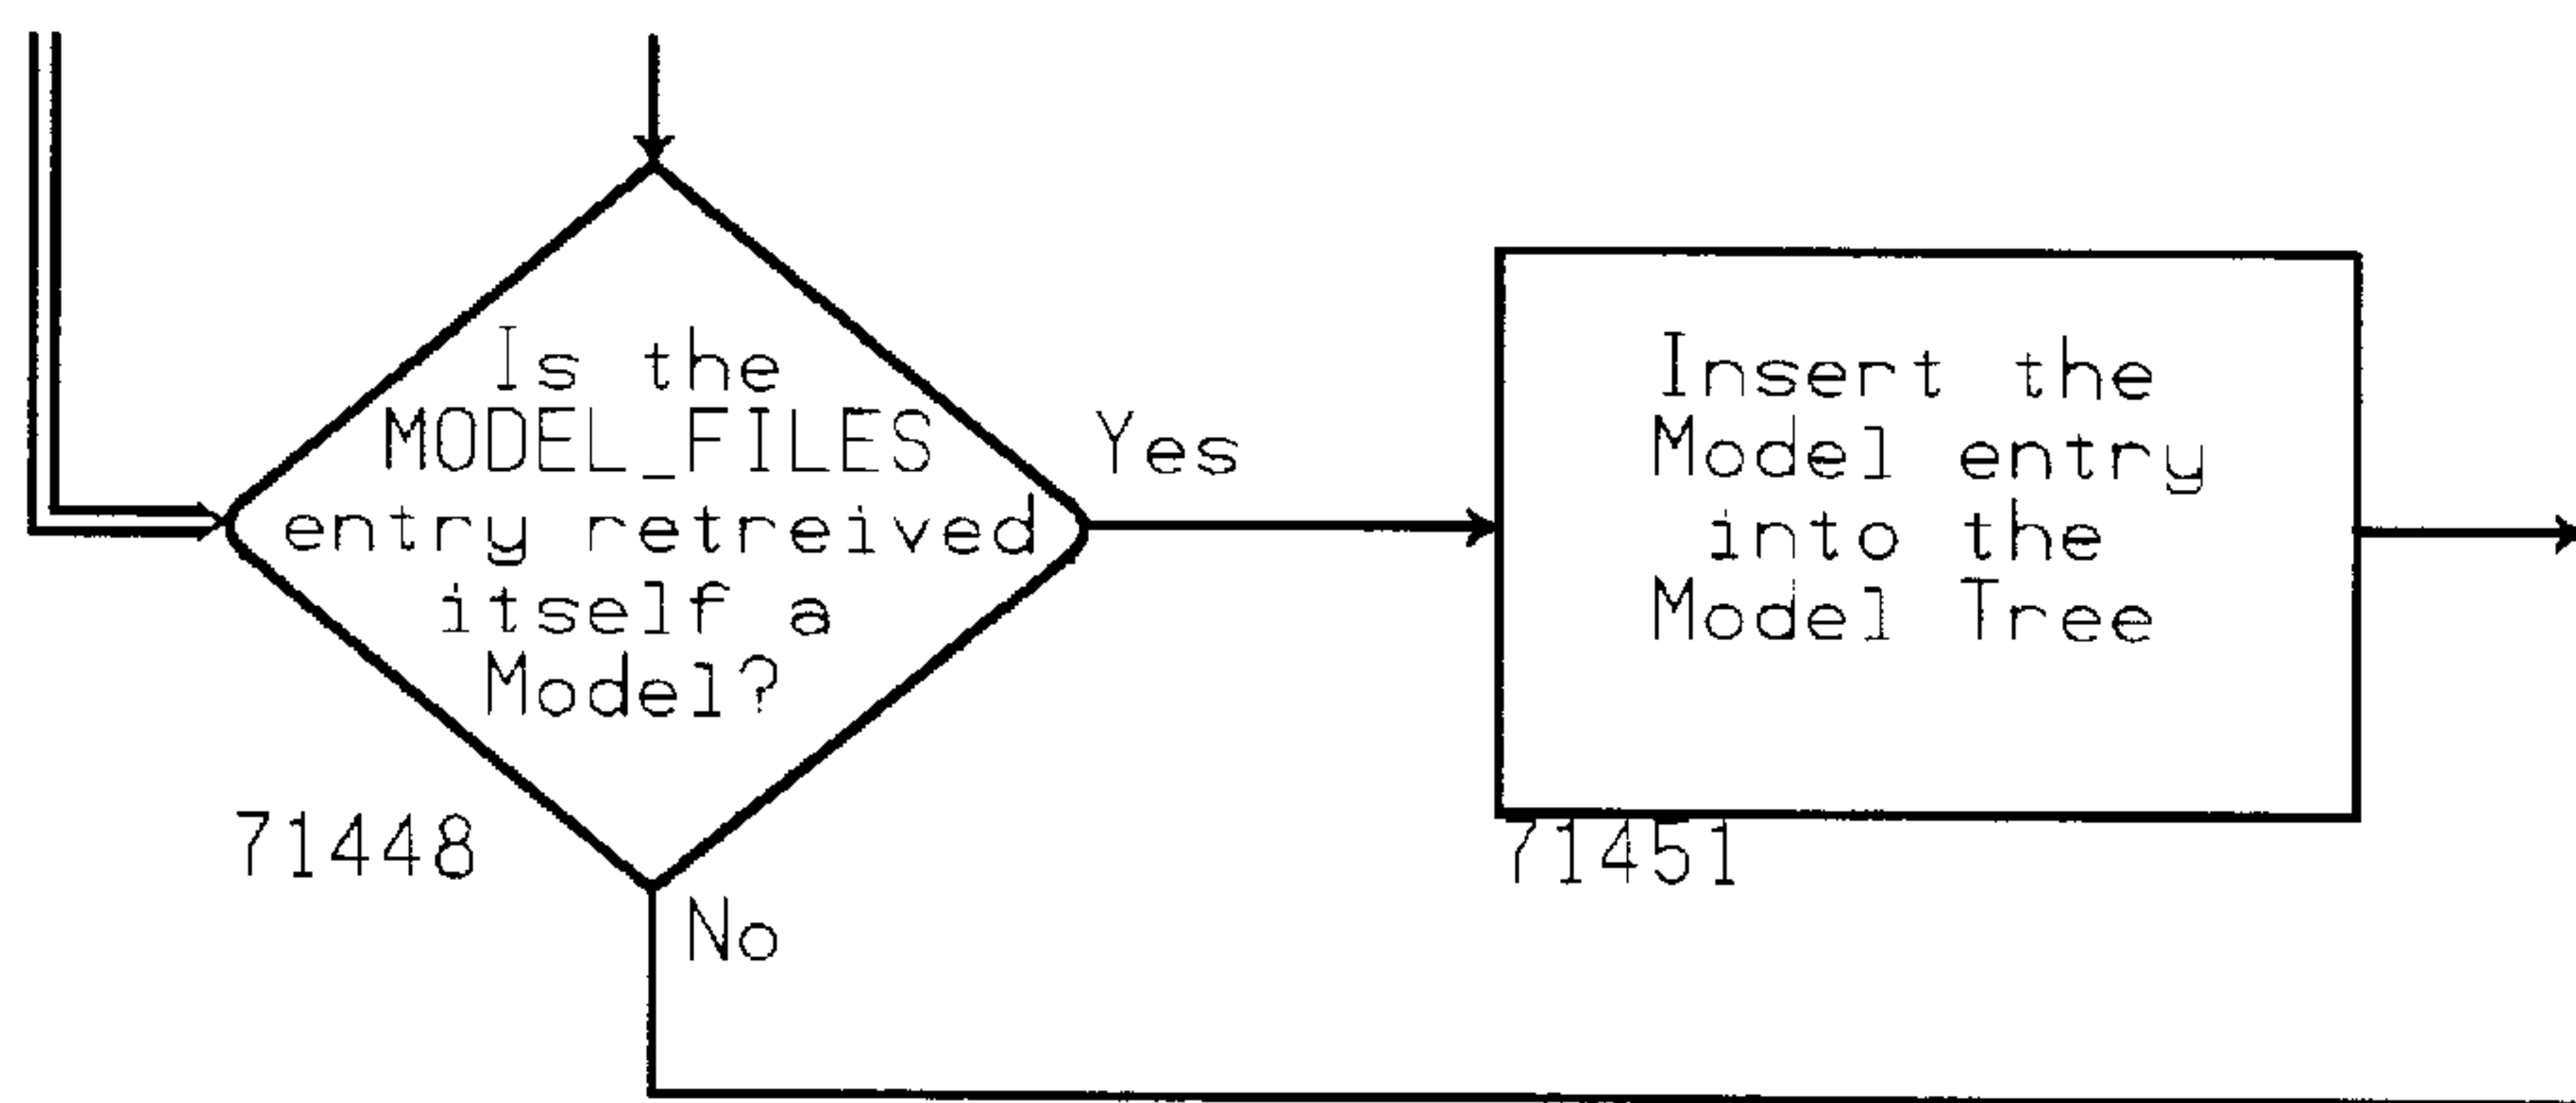 Is the
MODEL_FILES
entry retreived
itself a
Model?
Yes
Insert the
Model entry
into the
Model Tree
71448
71451
No